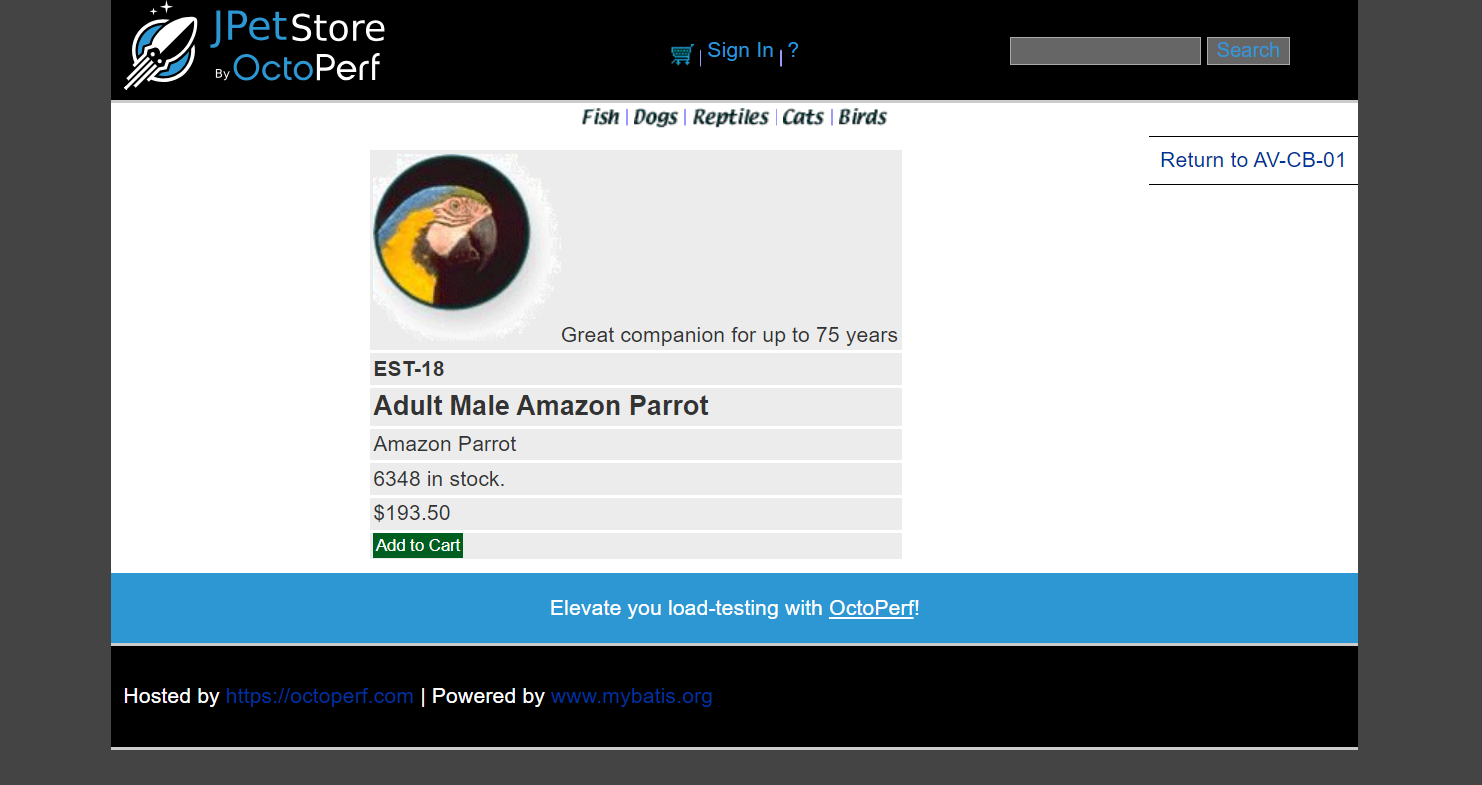 JPetStore
By OctoPerf
Sign In | ?
Search
Fish | Dogs | Reptiles | Cats | Birds
Return to AV-CB-01
Great companion for up to 75 years
EST-18
Adult Male Amazon Parrot
Amazon Parrot
6348 in stock.
$193.50
Add to Cart
Elevate you load-testing with OctoPerf!
Hosted by https://octoperf.com | Powered by www.mybatis.org